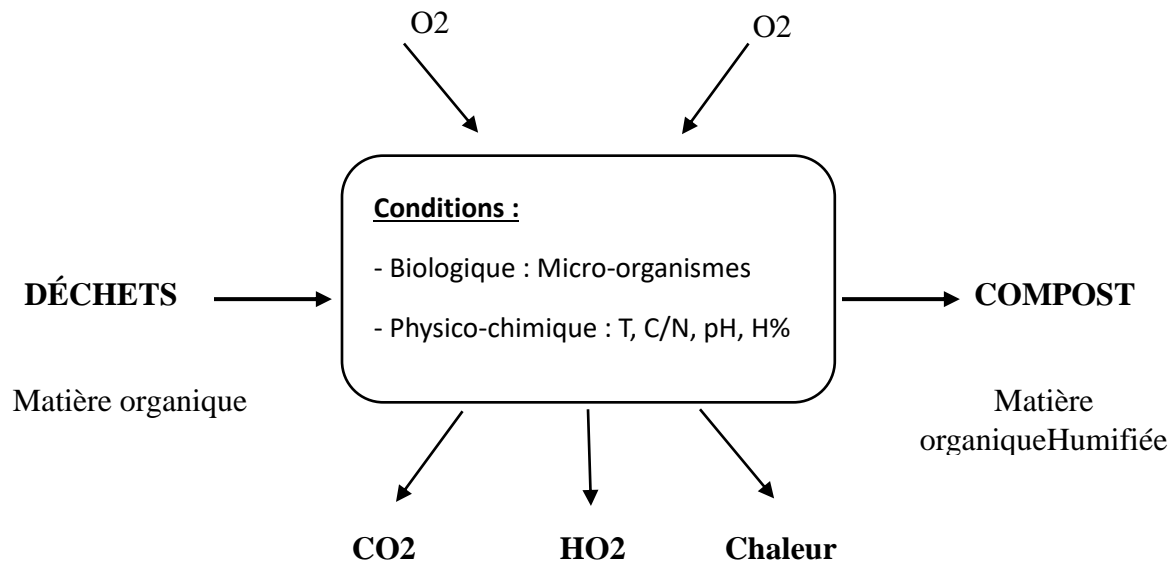 O2
O2
Conditions :
- Biologique : Micro-organismes
- Physico-chimique : T, C/N, pH, H%
DÉCHETS
COMPOST
Matière organique
Matière
organiqueHumifiée
CO2
HO2
Chaleur